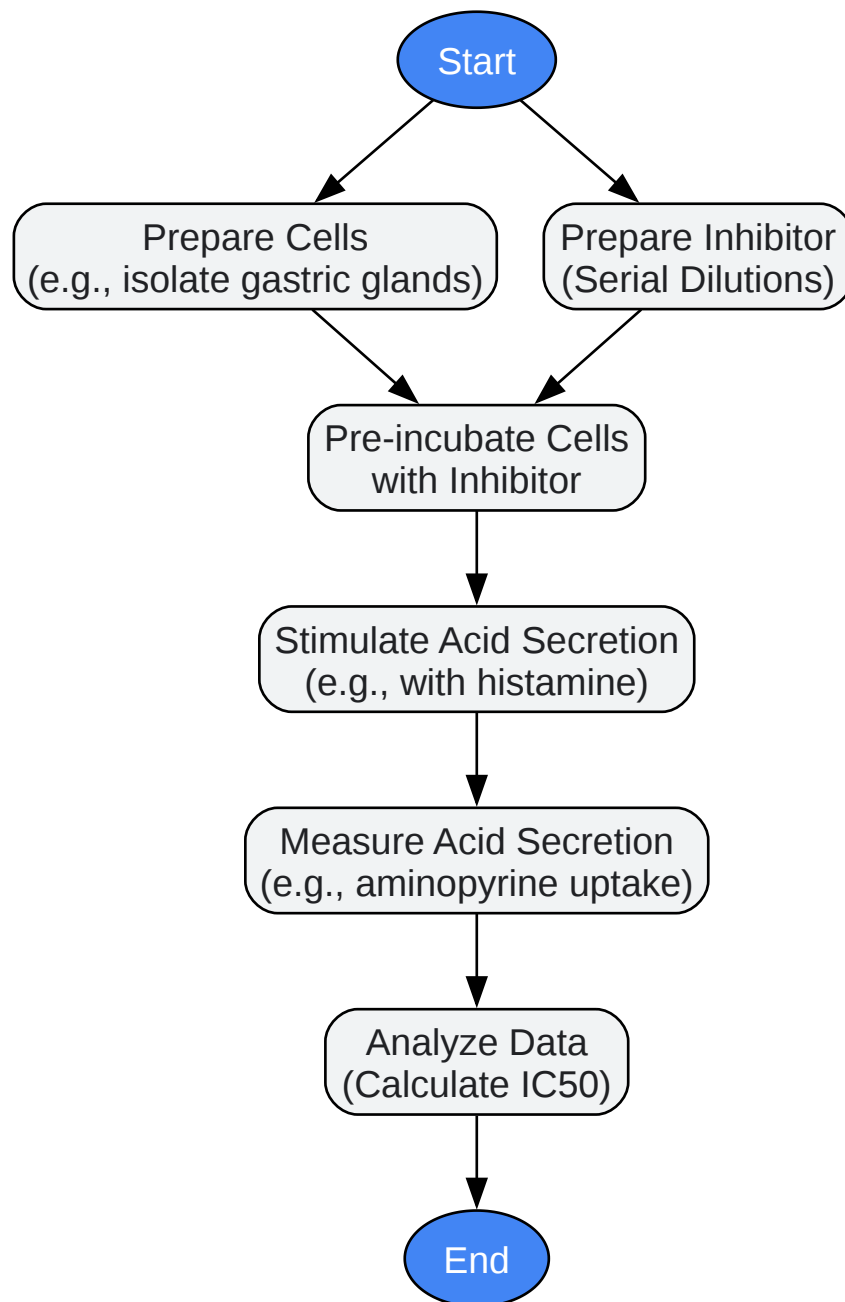 Start
Prepare Cells
(e.g., isolate gastric glands)
Prepare Inhibitor
(Serial Dilutions)
Pre-incubate Cells
with Inhibitor
Stimulate Acid Secretion
(e.g., with histamine)
Measure Acid Secretion
(e.g., aminopyrine uptake)
Analyze Data
(Calculate IC50)
End